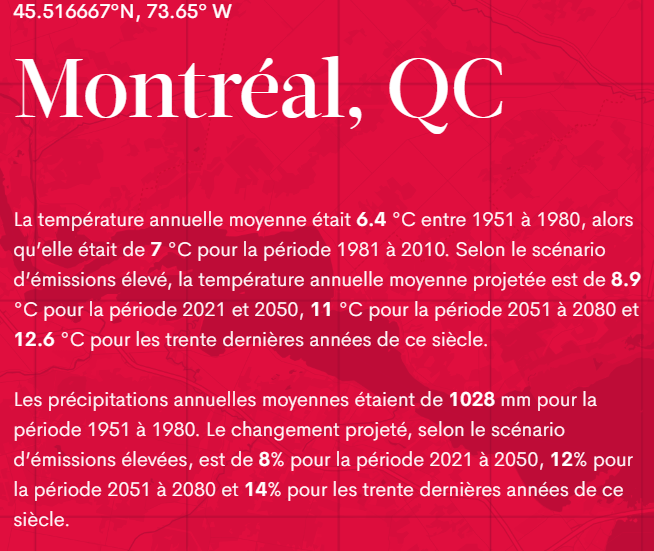 45.516667°N, 73.65° W
Montréal, QC
La température annuelle moyenne était 6.4 °C entre 1951 à 1980, alors
qu’elle était de 7 °C pour la période 1981 à 2010. Selon le scénario
d’émissions élevé, la température annuelle moyenne projetée est de 8.9
°C pour la période 2021 et 2050, 11 °C pour la période 2051 à 2080 et
12.6 °C pour les trente dernières années de ce siècle.
Les précipitations annuelles moyennes étaient de 1028 mm pour la
période 1951 à 1980. Le changement projeté, selon le scénario
d’émissions élevées, est de 8% pour la période 2021 à 2050, 12% pour
la période 2051 à 2080 et 14% pour les trente dernières années de ce
siècle.